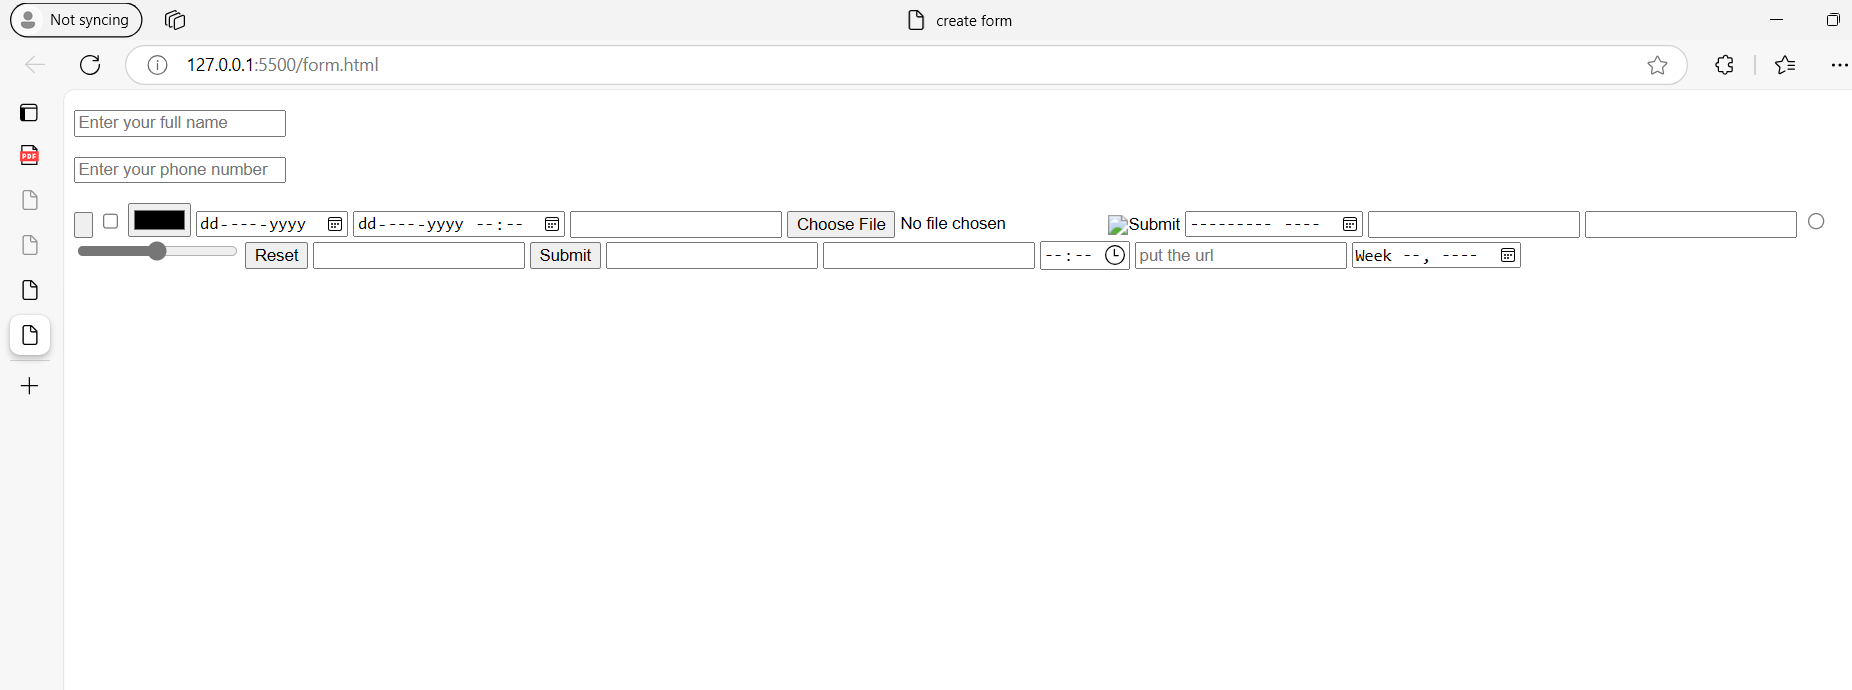 Not syncing
create form
127.0.0.1:5500/form.html
PDF
Enter your full name
Enter your phone number
dd-----yyyy dd-----yyyy --:-- Choose File No file chosen Submit --------- ----
Reset Submit --:-- put the url Week --, ----